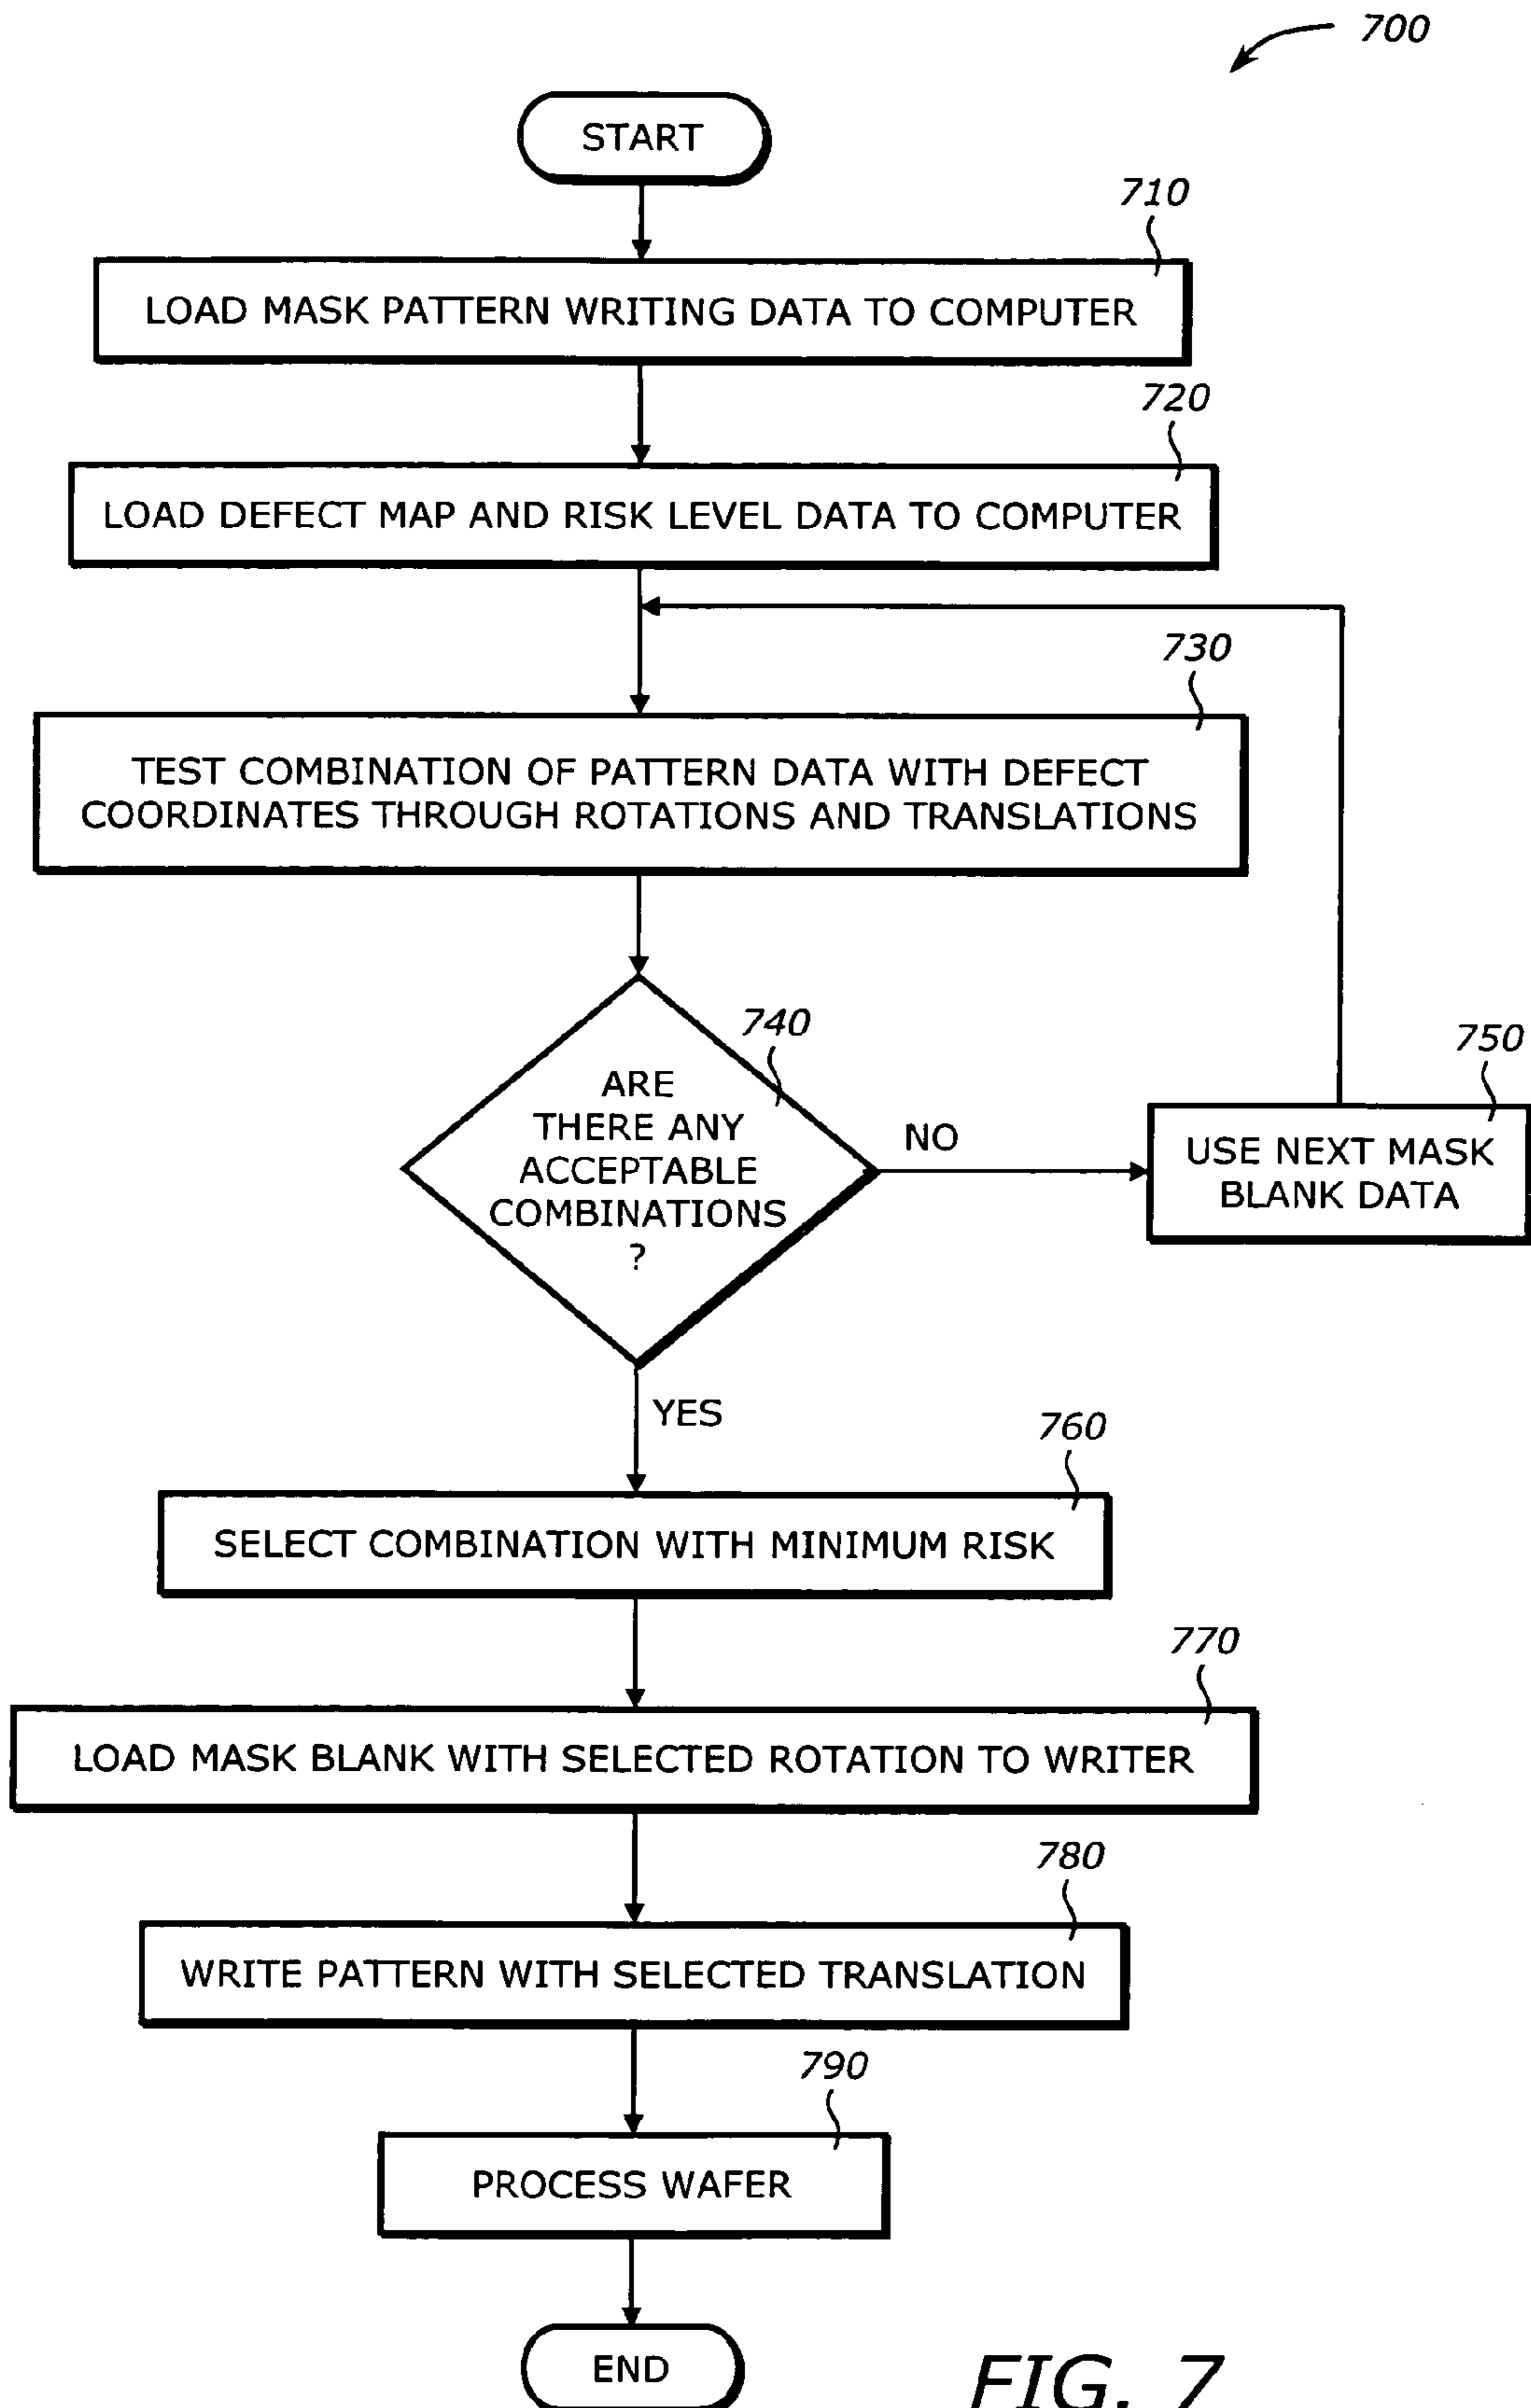 700
START
710
LOAD MASK PATTERN WRITING DATA TO COMPUTER
720
LOAD DEFECT MAP AND RISK LEVEL DATA TO COMPUTER
730
TEST COMBINATION OF PATTERN DATA WITH DEFECT
COORDINATES THROUGH ROTATIONS AND TRANSLATIONS
740
ARE
THERE ANY
ACCEPTABLE
COMBINATIONS
?
NO
750
USE NEXT MASK
BLANK DATA
YES
760
SELECT COMBINATION WITH MINIMUM RISK
770
LOAD MASK BLANK WITH SELECTED ROTATION TO WRITER
780
WRITE PATTERN WITH SELECTED TRANSLATION
790
PROCESS WAFER
END
FIG. 7